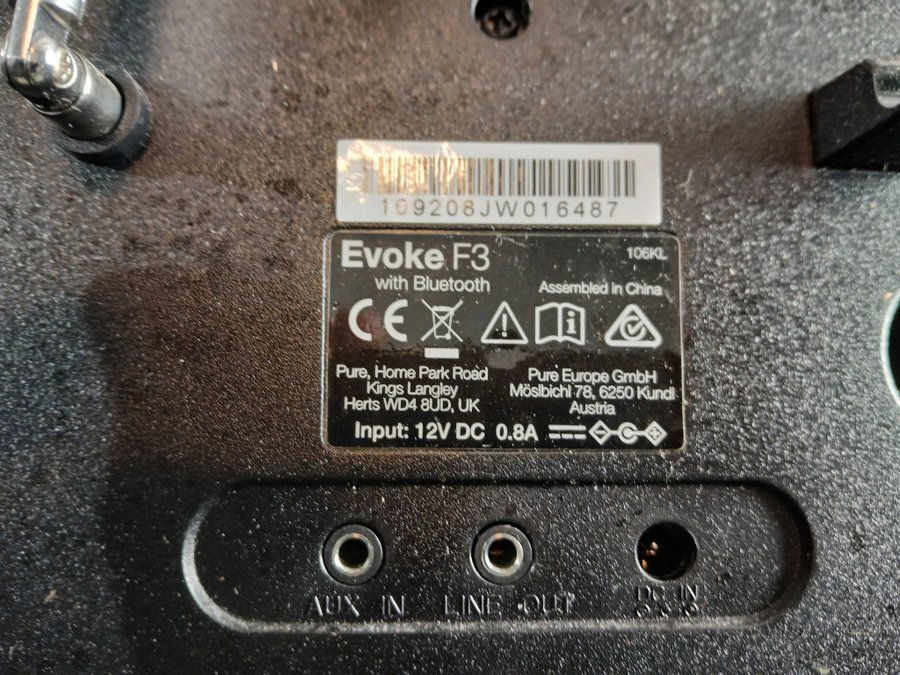 109208JW016487
Evoke F3
106KL
with Bluetooth
Assembled in China
CE
Pure, Home Park Road
Kings Langley
Herts WD4 8UD, UK
Pure Europe GmbH
Möslbichl 78, 6250 Kundl
Austria
Input: 12V DC 0.8A
AUX IN
LINE OUT
DC IN